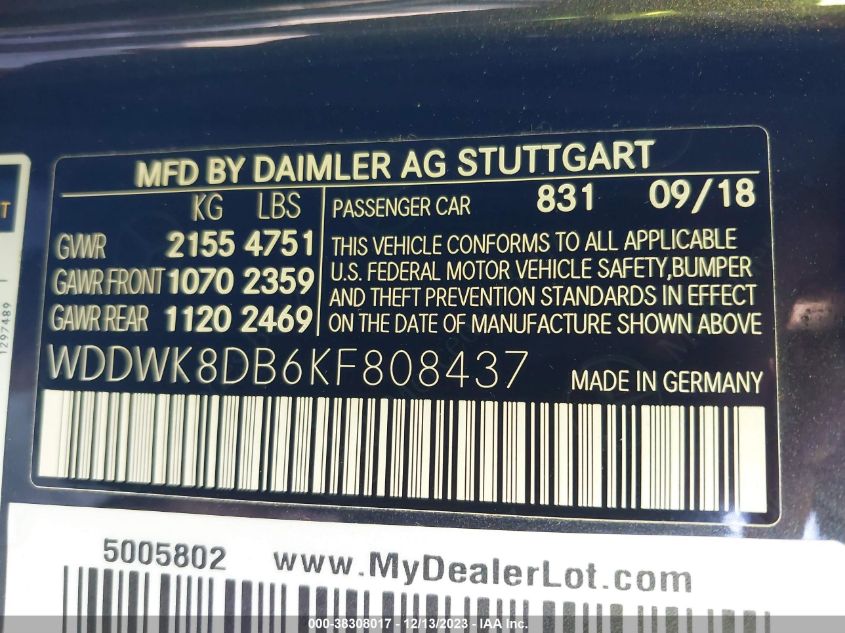 MFD BY DAIMLER AG STUTTGART
KG LBS
GVWR 2155 4751
GAWR FRONT 1070 2359
GAWR REAR 1120 2469
PASSENGER CAR 831 09/18
THIS VEHICLE CONFORMS TO ALL APPLICABLE
U.S. FEDERAL MOTOR VEHICLE SAFETY,BUMPER
AND THEFT PREVENTION STANDARDS IN EFFECT
ON THE DATE OF MANUFACTURE SHOWN ABOVE
WDDWK8DB6KF808437 MADE IN GERMANY
1297489
5005802 www.MyDealerLot.com
000-38308017 - 12/13/2023 - IAA Inc.